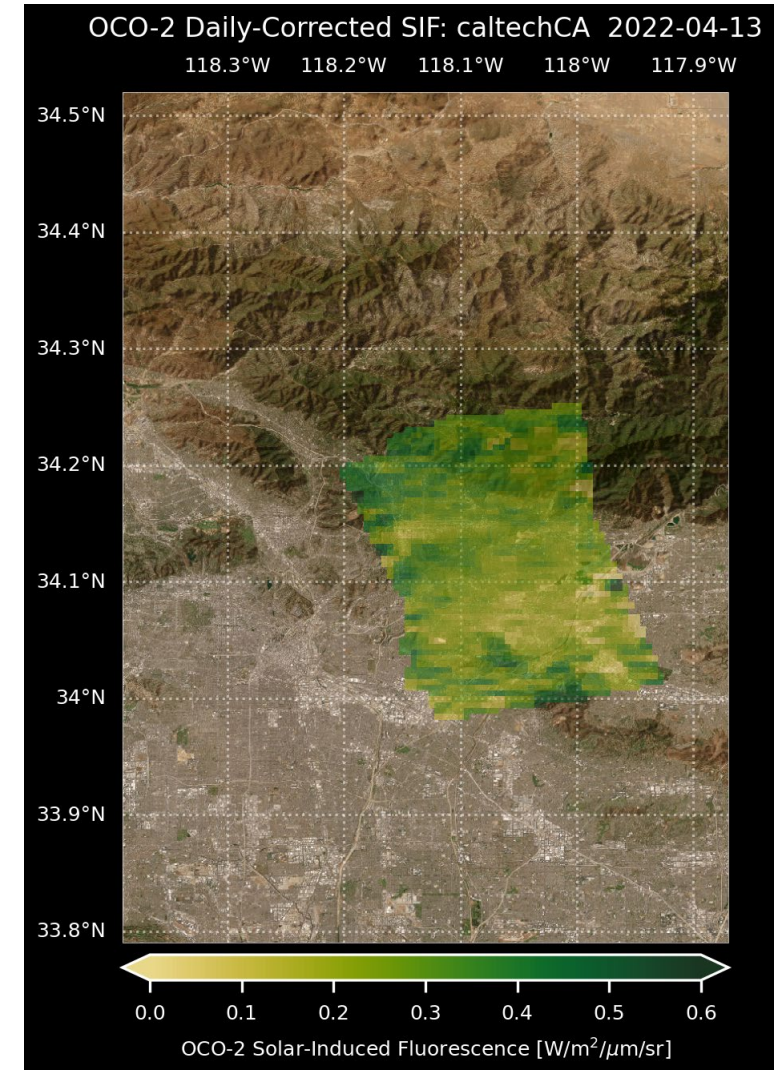 OCO-2 Daily-Corrected SIF: caltechCA 2022-04-13
118.3°W 118.2°W 118.1°W 118°W 117.9°W
34.5°N
34.4°N
34.3°N
34.2°N
34.1°N
34°N
33.9°N
33.8°N
0.0 0.1 0.2 0.3 0.4 0.5 0.6
OCO-2 Solar-Induced Fluorescence [W/m²/μm/sr]